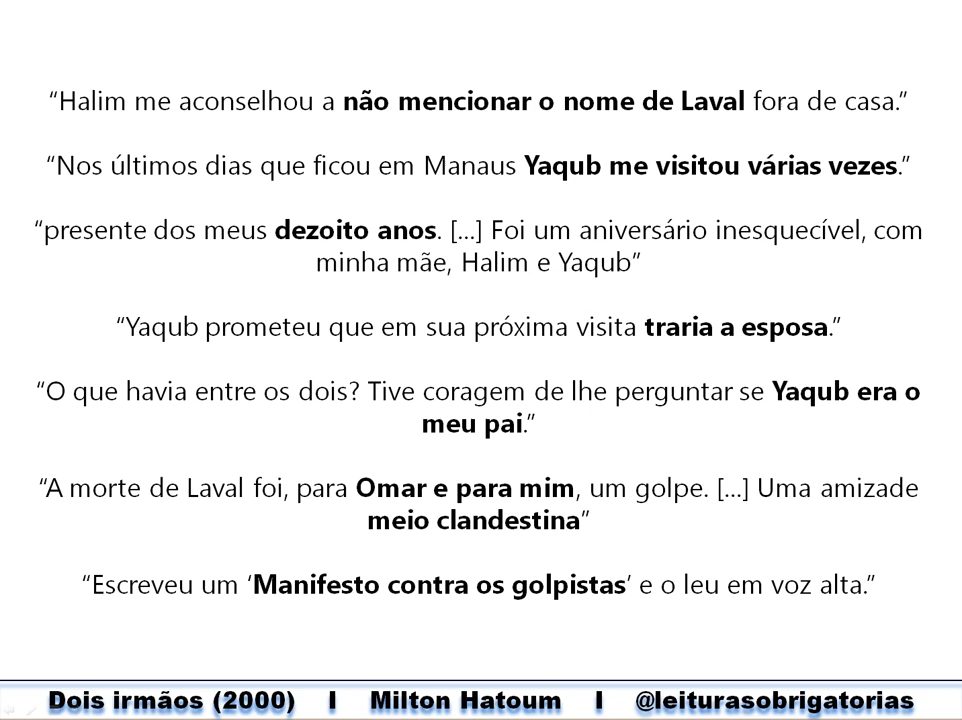 “Halim me aconselhou a não mencionar o nome de Laval fora de casa.”
“Nos últimos dias que ficou em Manaus Yaqub me visitou várias vezes.”
“presente dos meus dezoito anos. [...] Foi um aniversário inesquecível, com
minha mãe, Halim e Yaqub”
“Yaqub prometeu que em sua próxima visita traria a esposa.”
“O que havia entre os dois? Tive coragem de lhe perguntar se Yaqub era o
meu pai.”
“A morte de Laval foi, para Omar e para mim, um golpe. [...] Uma amizade
meio clandestina”
“Escreveu um ‘Manifesto contra os golpistas’ e o leu em voz alta.”
Dois irmãos (2000) I Milton Hatoum I @leiturasobrigatorias